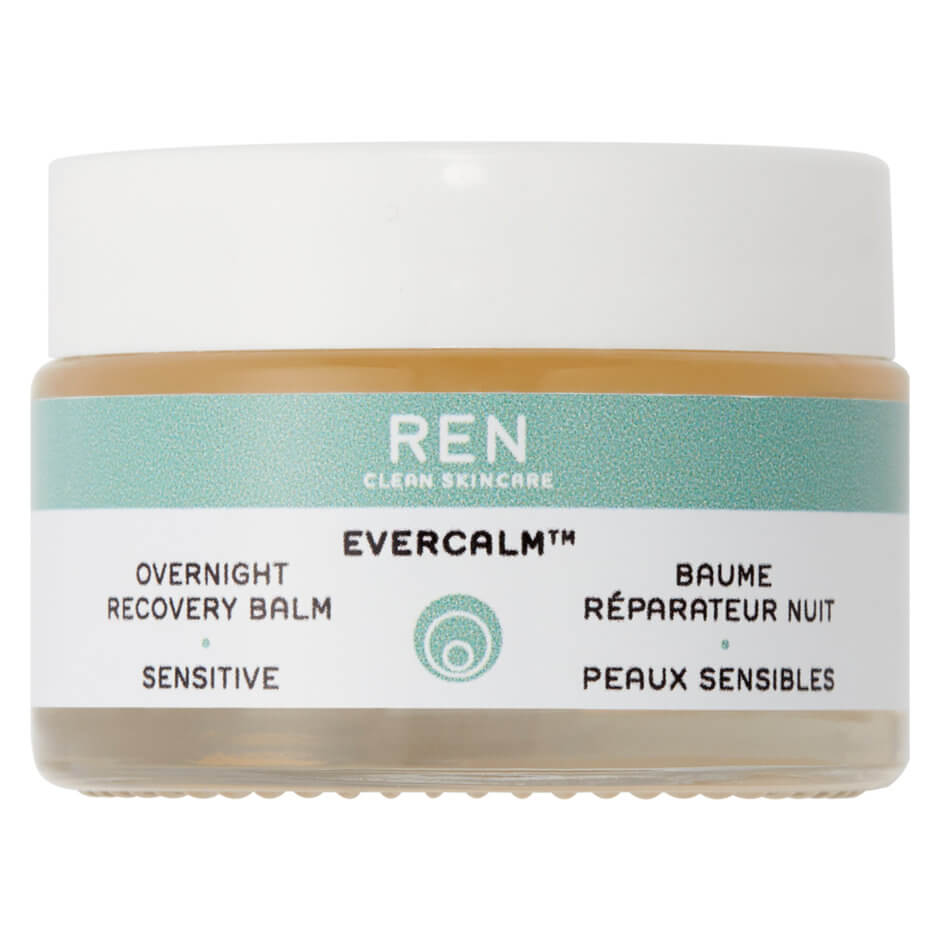 REN
CLEAN SKINCARE
EVERCALM™
OVERNIGHT
RECOVERY BALM
SENSITIVE
BAUME
RÉPARATEUR NUIT
PEAUX SENSIBLES